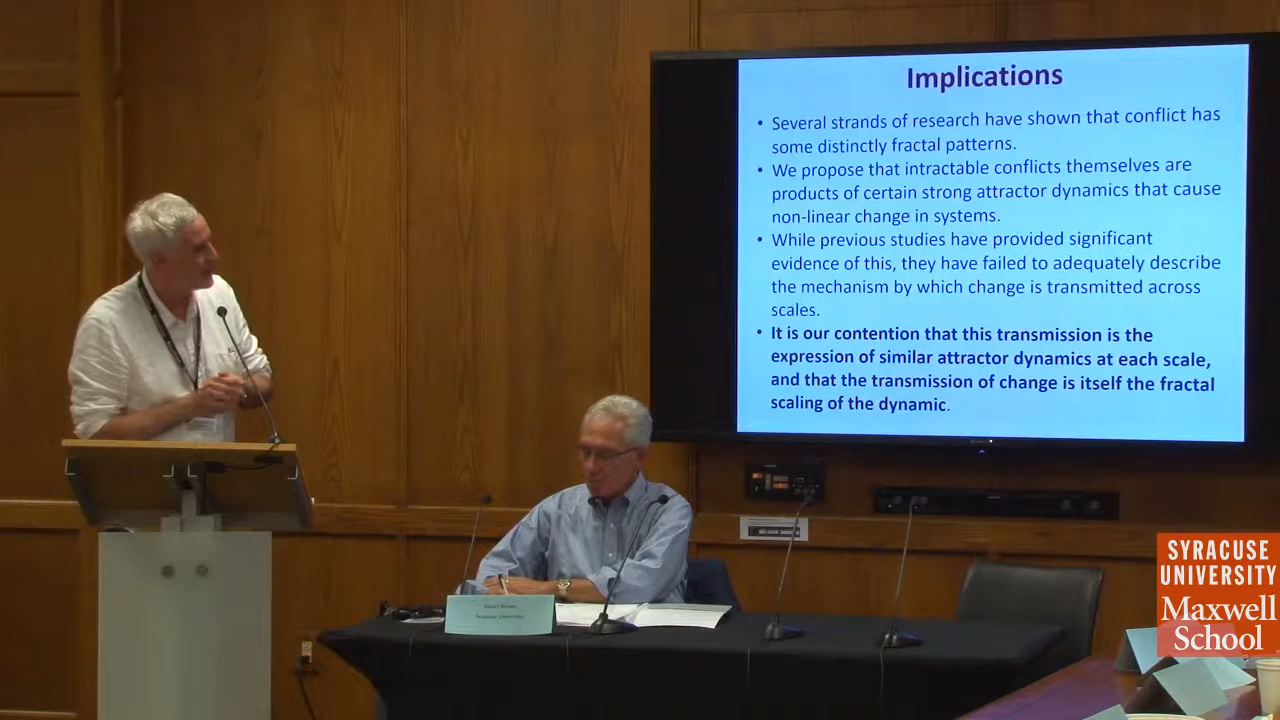 Implications
• Several strands of research have shown that conflict has
some distinctly fractal patterns.
• We propose that intractable conflicts themselves are
products of certain strong attractor dynamics that cause
non-linear change in systems.
• While previous studies have provided significant
evidence of this, they have failed to adequately describe
the mechanism by which change is transmitted across
scales.
• It is our contention that this transmission is the
expression of similar attractor dynamics at each scale,
and that the transmission of change is itself the fractal
scaling of the dynamic.
Syracuse University
SYRACUSE
UNIVERSITY
Maxwell
School